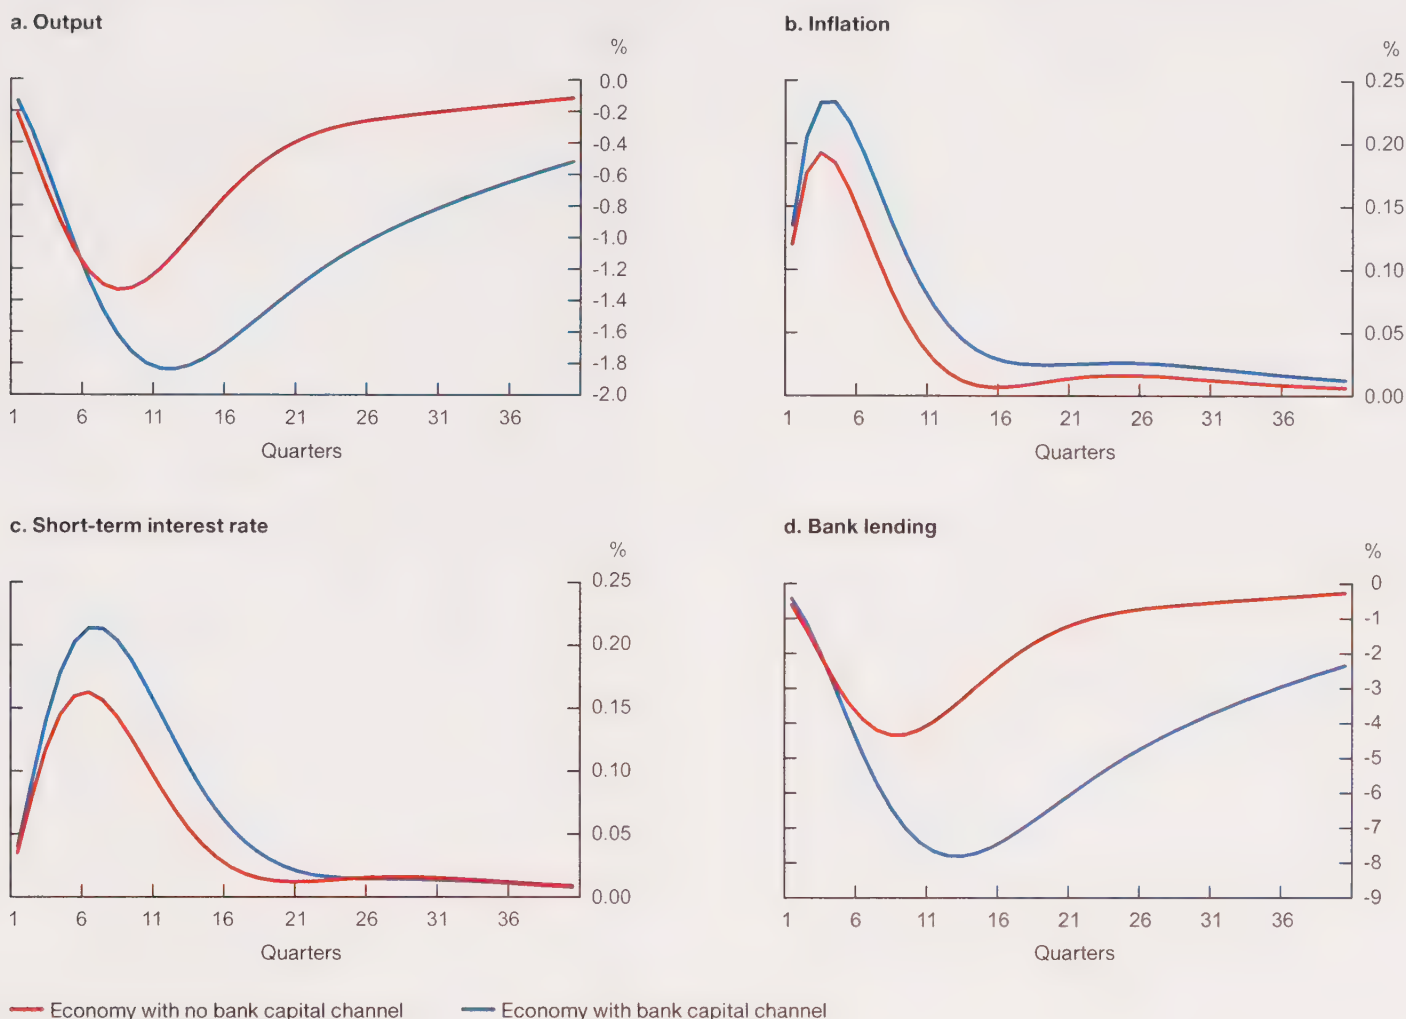 a. Output
%
0.0
-0.2
-0.4
-0.6
-0.8
-1.0
-1.2
-1.4
-1.6
-1.8
-2.0
1 6 11 16 21 26 31 36
Quarters
b. Inflation
%
0.25
0.20
0.15
0.10
0.05
0.00
1 6 11 16 21 26 31 36
Quarters
c. Short-term interest rate
%
0.25
0.20
0.15
0.10
0.05
0.00
1 6 11 16 21 26 31 36
Quarters
d. Bank lending
%
0
-1
-2
-3
-4
-5
-6
-7
-8
-9
1 6 11 16 21 26 31 36
Quarters
Economy with no bank capital channel Economy with bank capital channel